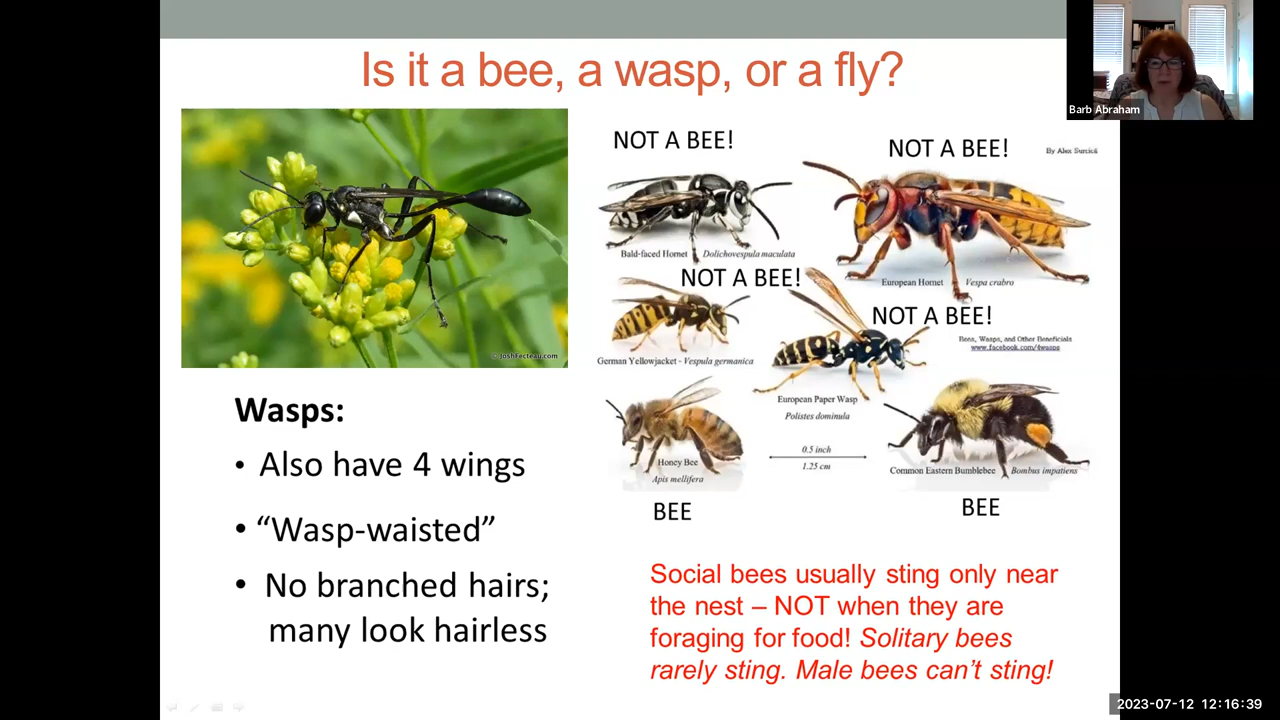 Is it a bee, a wasp, or a fly?
Barb Abraham
NOT A BEE!
NOT A BEE!
By Alex Surcică
Bald-faced Hornet Dolichovespula maculata
NOT A BEE!
European Hornet Vespa crabro
NOT A BEE!
Bees, Wasps, and Other Beneficials
www.facebook.com/4wasps
German Yellowjacket - Vespula germanica
© JoshFecteau.com
European Paper Wasp
Polistes dominula
0.5 inch
1.25 cm
Honey Bee
Apis mellifera
Common Eastern Bumblebee Bombus impatiens
BEE
BEE
Wasps:
• Also have 4 wings
• “Wasp-waisted”
• No branched hairs;
many look hairless
Social bees usually sting only near
the nest – NOT when they are
foraging for food! Solitary bees
rarely sting. Male bees can’t sting!
2023-07-12 12:16:39